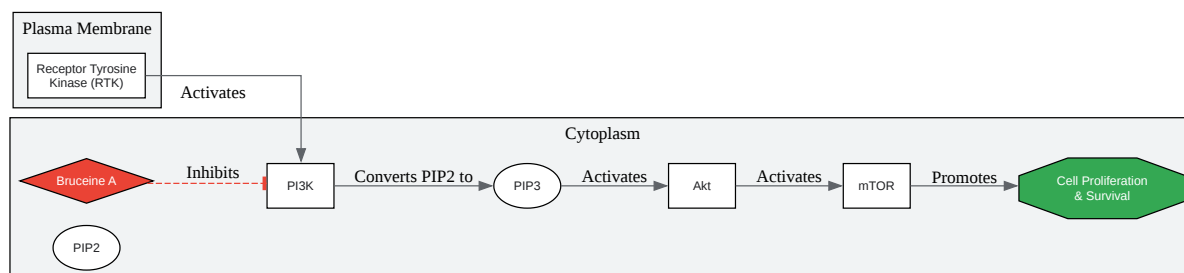 Plasma Membrane
Receptor Tyrosine
Kinase (RTK)
Activates
Cytoplasm
Bruceine A
Inhibits
PI3K
Converts PIP2 to
PIP3
Activates
Akt
Activates
mTOR
Promotes
Cell Proliferation
& Survival
PIP2